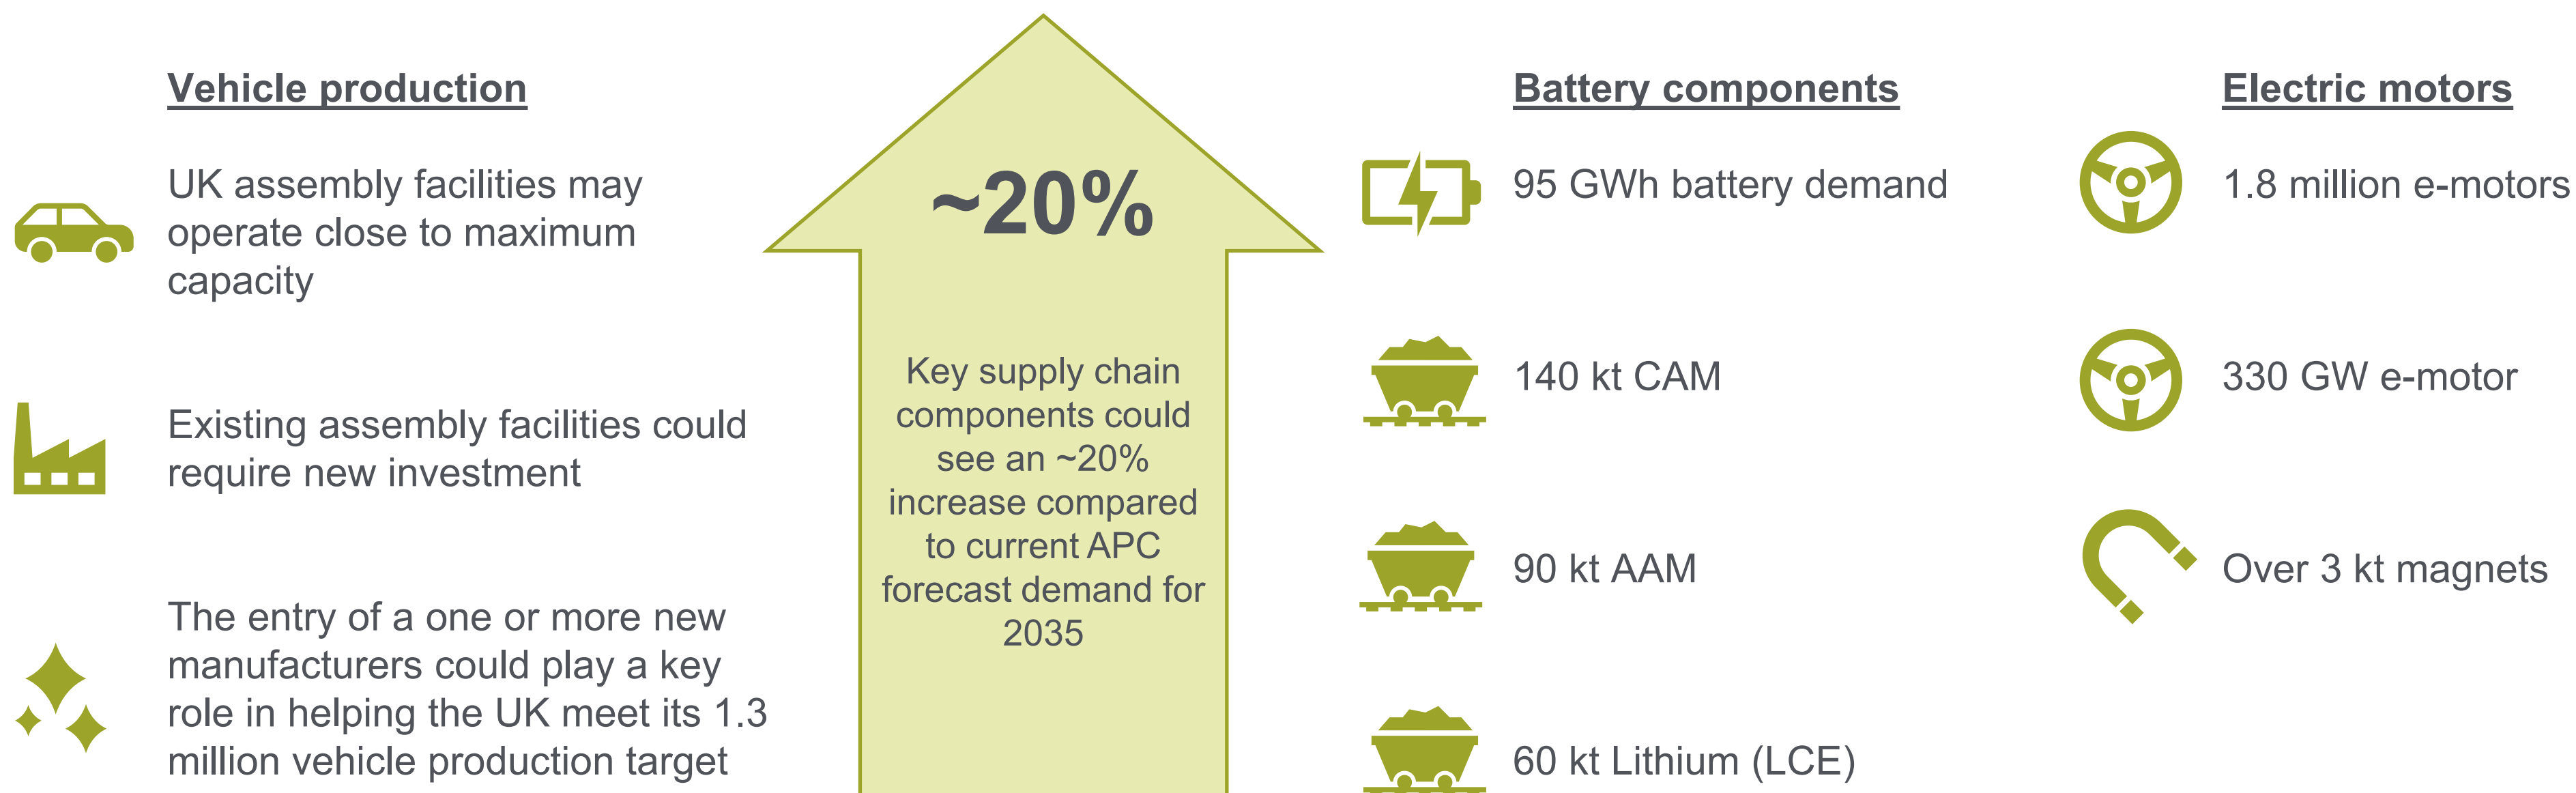 Vehicle production
UK assembly facilities may
operate close to maximum
capacity
Existing assembly facilities could
require new investment
The entry of a one or more new
manufacturers could play a key
role in helping the UK meet its 1.3
million vehicle production target
~20%
Key supply chain
components could
see an ~20%
increase compared
to current APC
forecast demand for
2035
Battery components
95 GWh battery demand
140 kt CAM
90 kt AAM
60 kt Lithium (LCE)
Electric motors
1.8 million e-motors
330 GW e-motor
Over 3 kt magnets